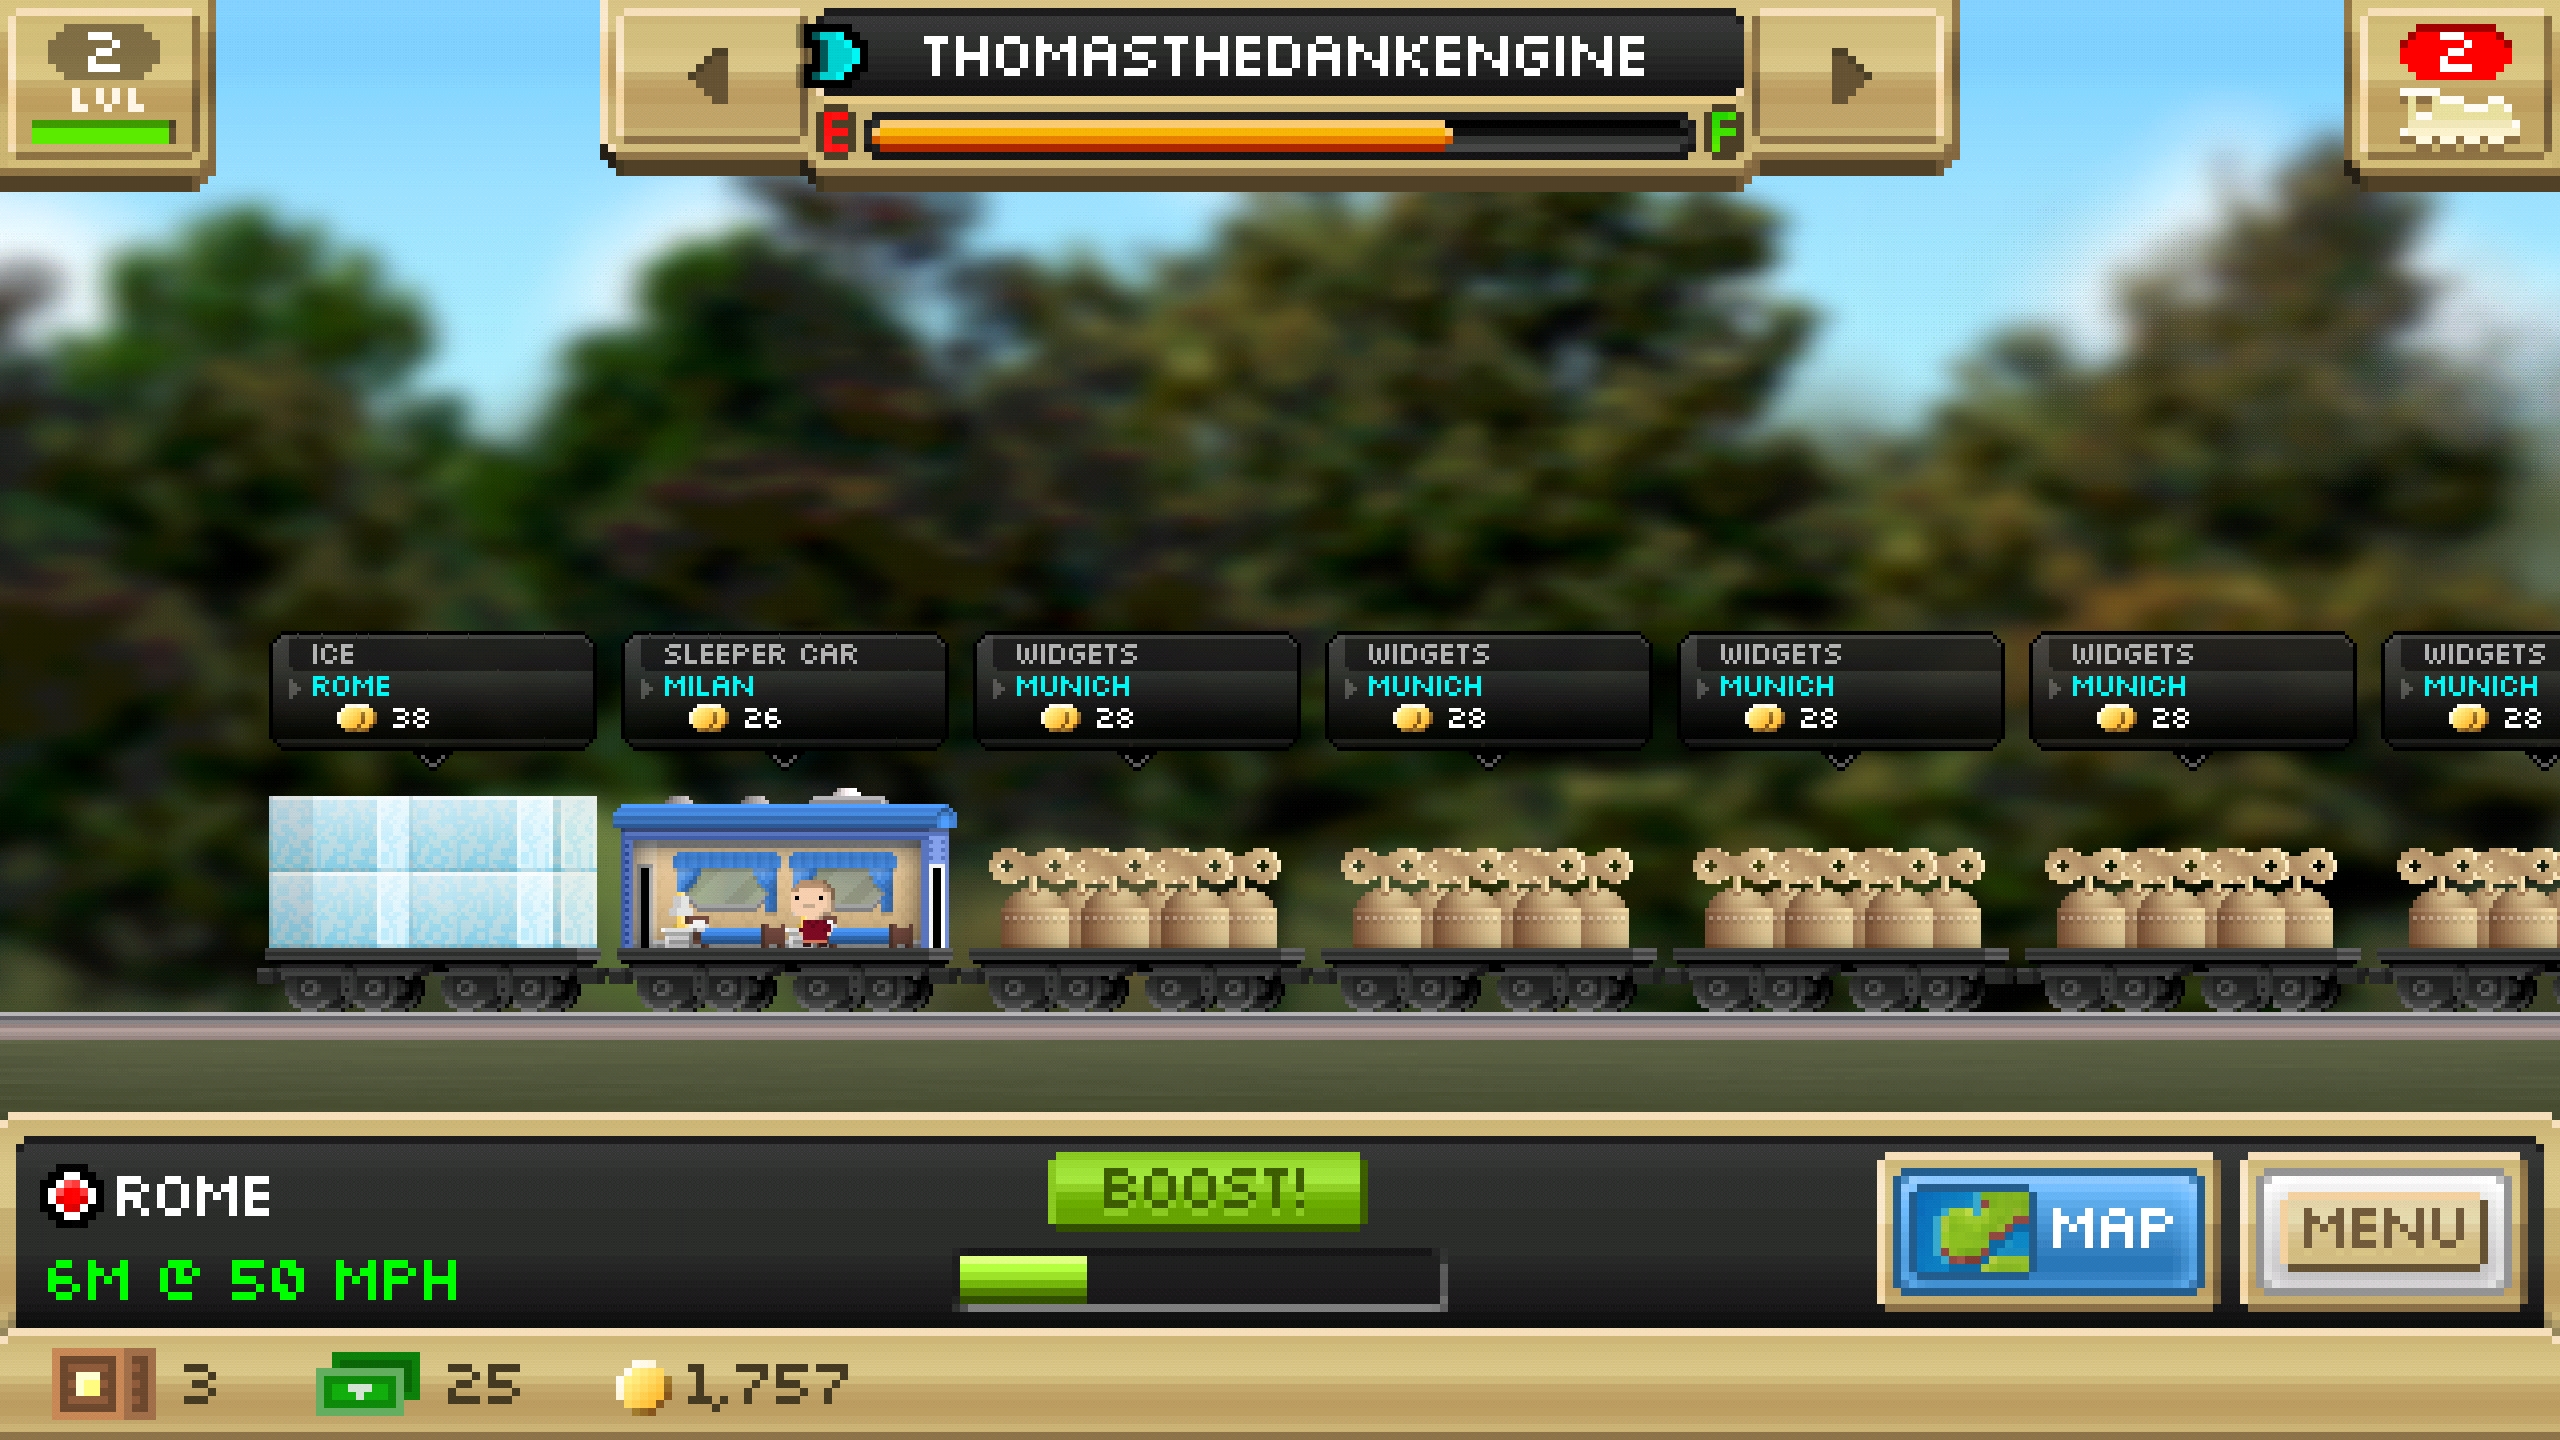 2
LVL
THOMASTHEDANKENGINE
E
F
2
ICE
ROME
38
SLEEPER CAR
MILAN
26
WIDGETS
MUNICH
28
WIDGETS
MUNICH
28
WIDGETS
MUNICH
28
WIDGETS
MUNICH
28
WIDGETS
MUNICH
28
ROME
6M @ 50 MPH
BOOST!
MAP
MENU
3
25
1,757